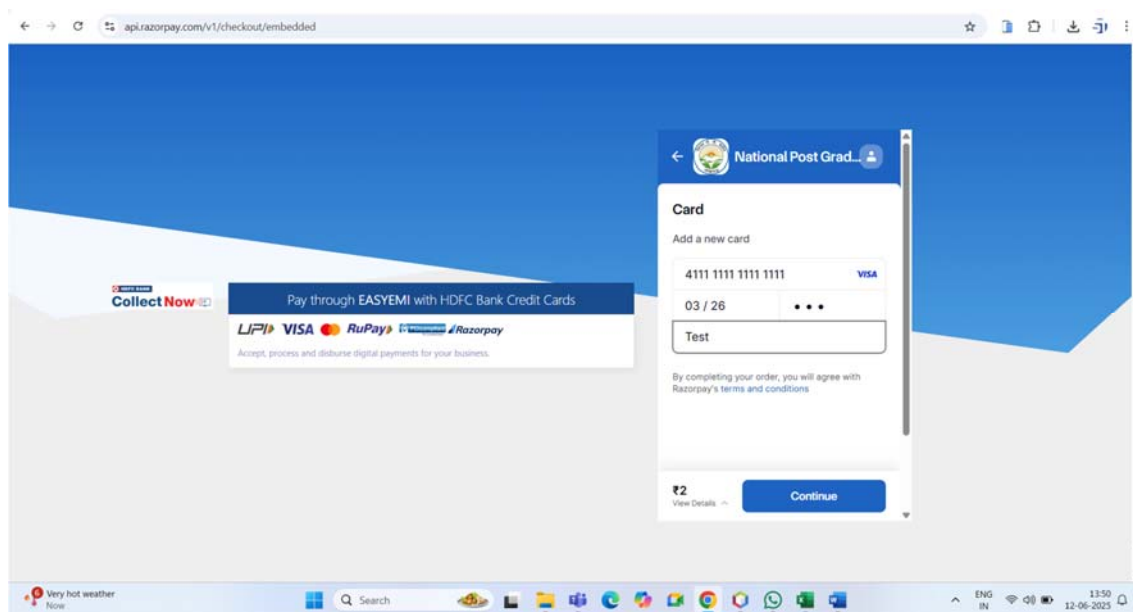 api.razorpay.com/v1/checkout/embedded
National Post Grad...
Card
Add a new card
4111 1111 1111 1111 VISA
03 / 26 •••
Test
By completing your order, you will agree with
Razorpay's terms and conditions
₹2
View Details
Continue
HDFC BANK
Collect Now
Pay through EASYEMI with HDFC Bank Credit Cards
UPI VISA RuPay Razorpay
Accept, process and disburse digital payments for your business.
6
Very hot weather
Now
Search
ENG
IN
13:50
12-06-2025